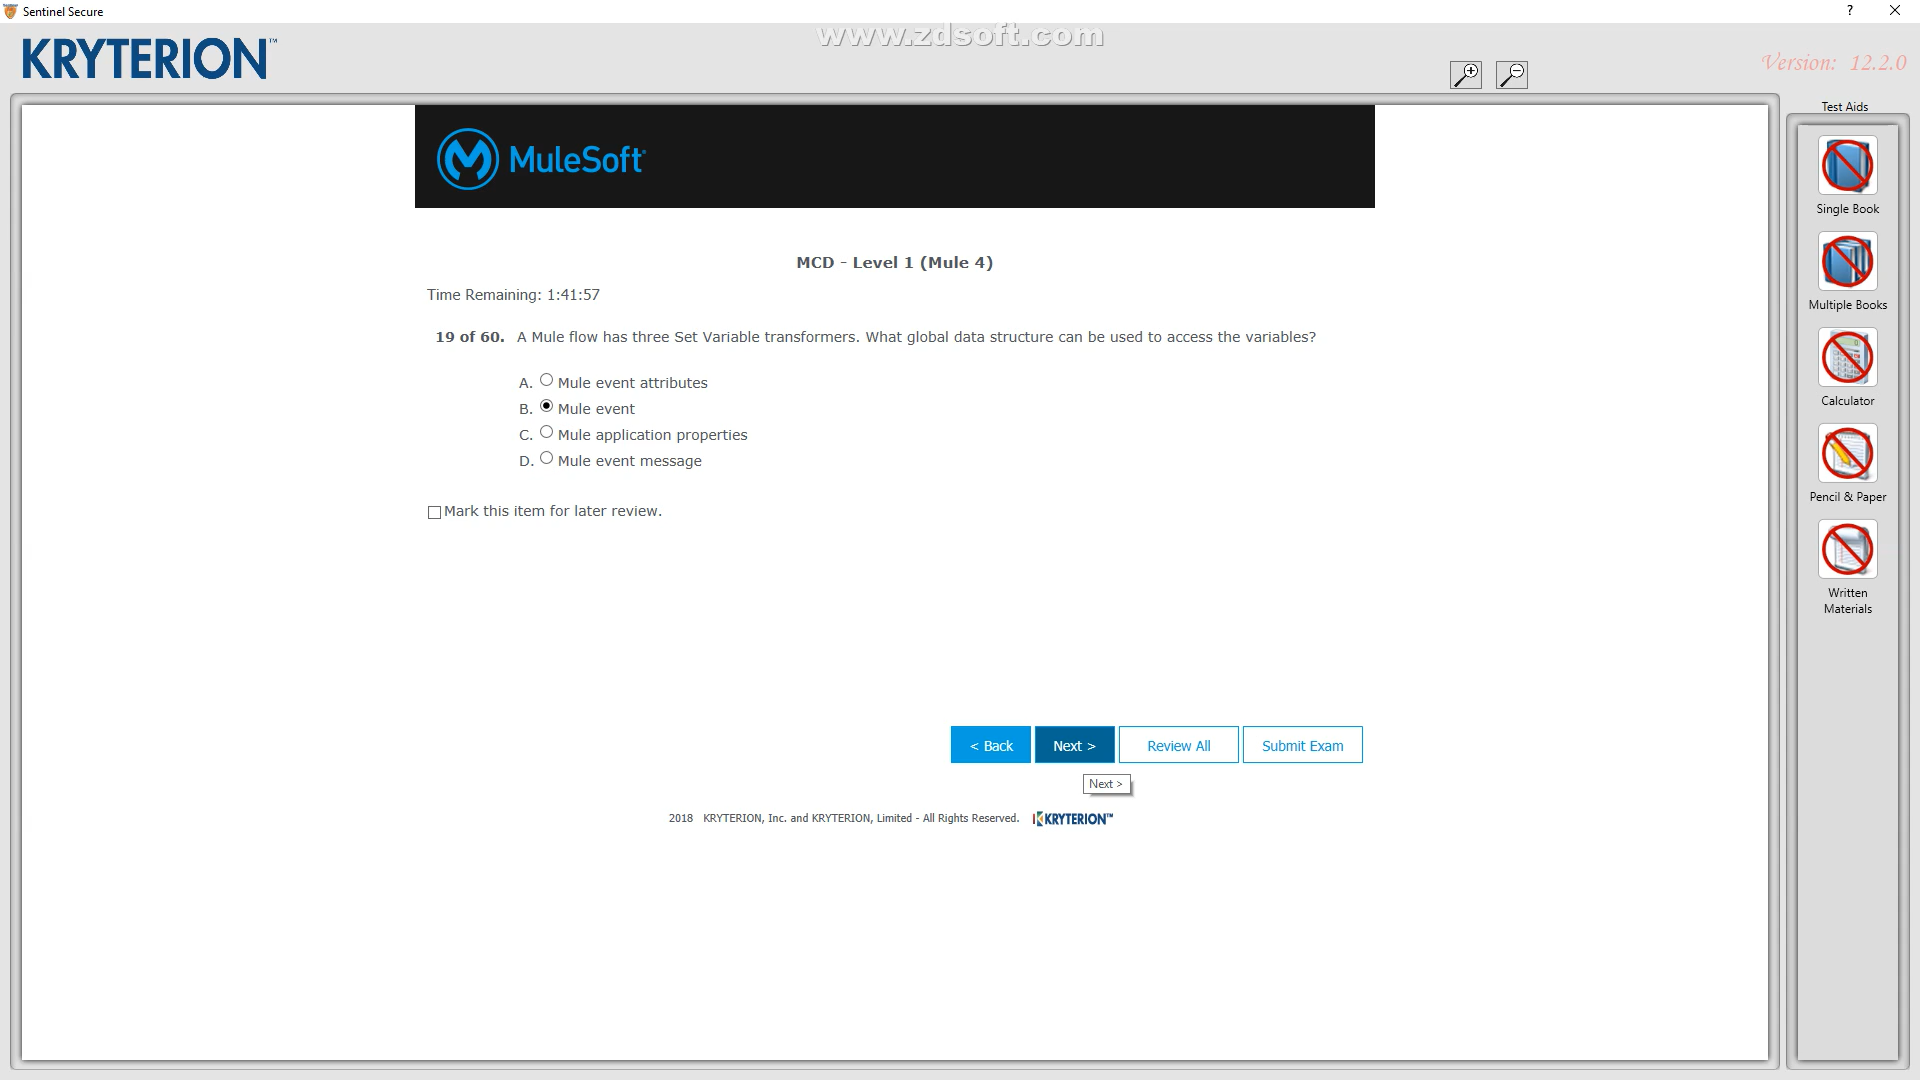 Sentinel Secure
?
www.zdsoft.com
KRYTERION™
Version: 12.2.0
Test Aids
MuleSoft
Single Book
MCD - Level 1 (Mule 4)
Time Remaining: 1:41:57
Multiple Books
19 of 60. A Mule flow has three Set Variable transformers. What global data structure can be used to access the variables?
A. Mule event attributes
B. Mule event
C. Mule application properties
D. Mule event message
Calculator
Pencil & Paper
Mark this item for later review.
Written
Materials
< Back
Next >
Review All
Submit Exam
Next >
2018 KRYTERION, Inc. and KRYTERION, Limited - All Rights Reserved. KRYTERION™